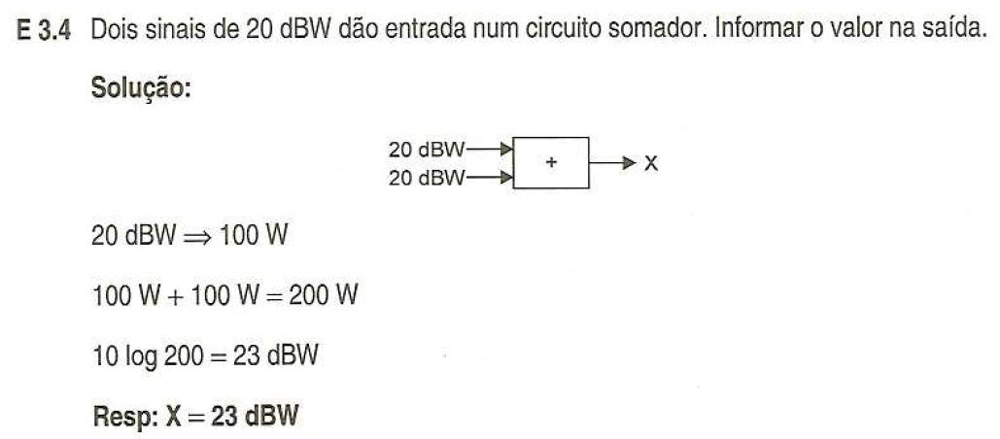 E 3.4 Dois sinais de 20 dBW dão entrada num circuito somador. Informar o valor na saída.
Solução:
20 dBW
20 dBW
+
X
20 dBW ⇒ 100 W
100 W + 100 W = 200 W
10 log 200 = 23 dBW
Resp: X = 23 dBW